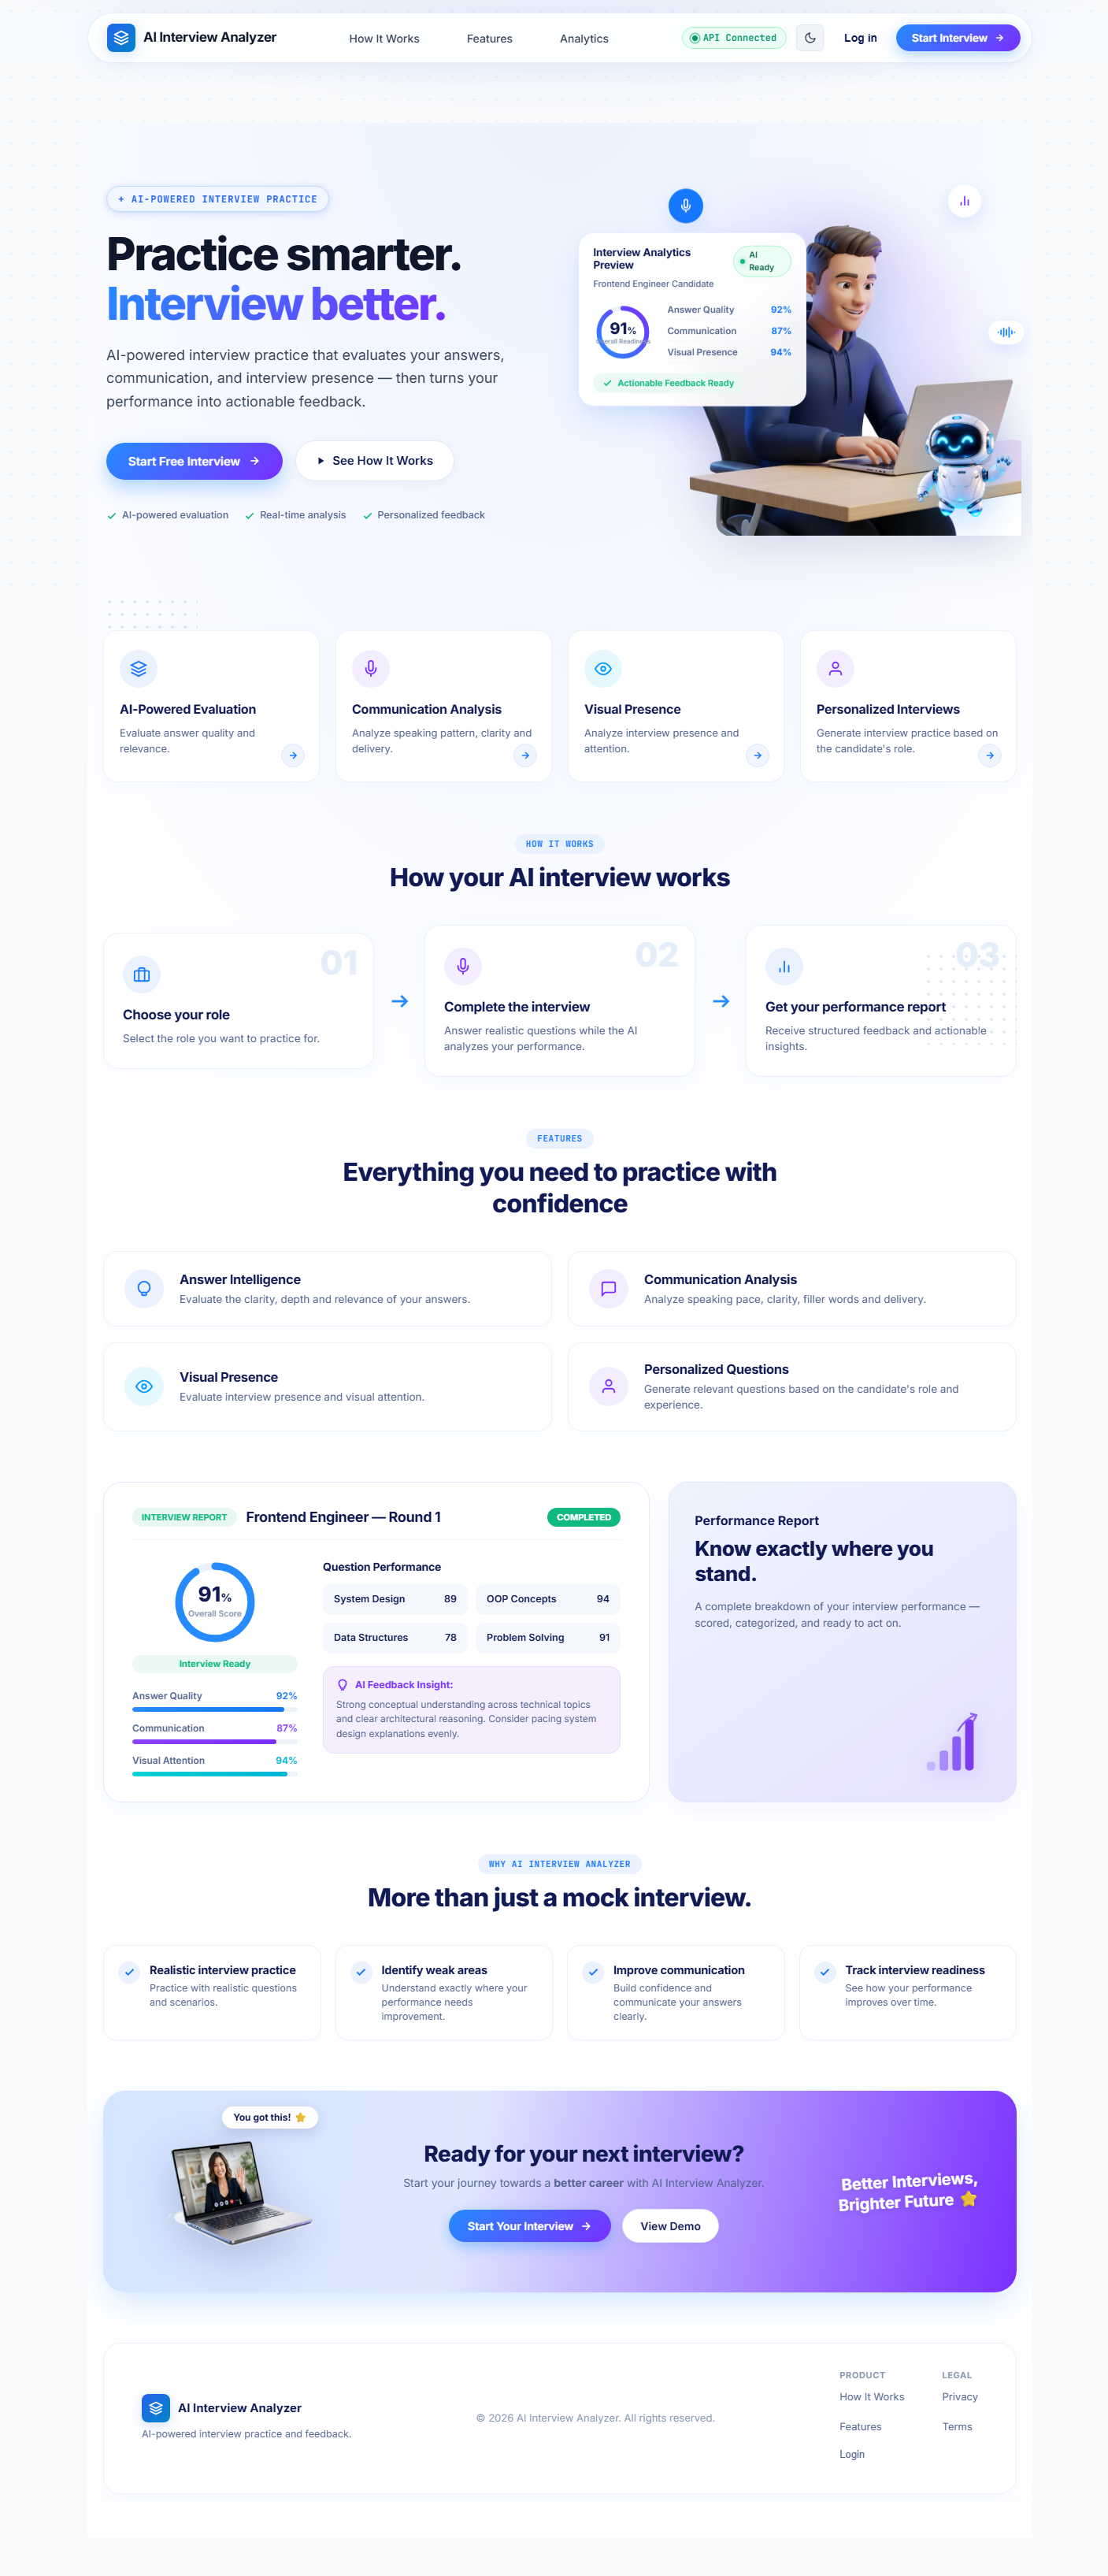 AI Interview Analyzer
How It Works
Features
Analytics
API Connected
Log in
Start Interview
+ AI-POWERED INTERVIEW PRACTICE
Practice smarter.
Interview better.
AI-powered interview practice that evaluates your answers,
communication, and interview presence — then turns your
performance into actionable feedback.
Start Free Interview
See How It Works
AI-powered evaluation
Real-time analysis
Personalized feedback
Interview Analytics
Preview
AI
Ready
Frontend Engineer Candidate
91%
Overall Readiness
Answer Quality 92%
Communication 87%
Visual Presence 94%
Actionable Feedback Ready
AI-Powered Evaluation
Evaluate answer quality and
relevance.
Communication Analysis
Analyze speaking pattern, clarity and
delivery.
Visual Presence
Analyze interview presence and
attention.
Personalized Interviews
Generate interview practice based on
the candidate's role.
HOW IT WORKS
How your AI interview works
01
Choose your role
Select the role you want to practice for.
02
Complete the interview
Answer realistic questions while the AI
analyzes your performance.
03
Get your performance report
Receive structured feedback and actionable
insights.
FEATURES
Everything you need to practice with
confidence
Answer Intelligence
Evaluate the clarity, depth and relevance of your answers.
Communication Analysis
Analyze speaking pace, clarity, filler words and delivery.
Visual Presence
Evaluate interview presence and visual attention.
Personalized Questions
Generate relevant questions based on the candidate's role and
experience.
INTERVIEW REPORT
Frontend Engineer — Round 1
COMPLETED
91%
Overall Score
Interview Ready
Answer Quality 92%
Communication 87%
Visual Attention 94%
Question Performance
System Design 89
OOP Concepts 94
Data Structures 78
Problem Solving 91
AI Feedback Insight:
Strong conceptual understanding across technical topics
and clear architectural reasoning. Consider pacing system
design explanations evenly.
Performance Report
Know exactly where you
stand.
A complete breakdown of your interview performance —
scored, categorized, and ready to act on.
WHY AI INTERVIEW ANALYZER
More than just a mock interview.
Realistic interview practice
Practice with realistic questions
and scenarios.
Identify weak areas
Understand exactly where your
performance needs
improvement.
Improve communication
Build confidence and
communicate your answers
clearly.
Track interview readiness
See how your performance
improves over time.
You got this!
Ready for your next interview?
Start your journey towards a better career with AI Interview Analyzer.
Start Your Interview
View Demo
Better Interviews,
Brighter Future
AI Interview Analyzer
AI-powered interview practice and feedback.
© 2026 AI Interview Analyzer. All rights reserved.
PRODUCT
How It Works
Features
Login
LEGAL
Privacy
Terms